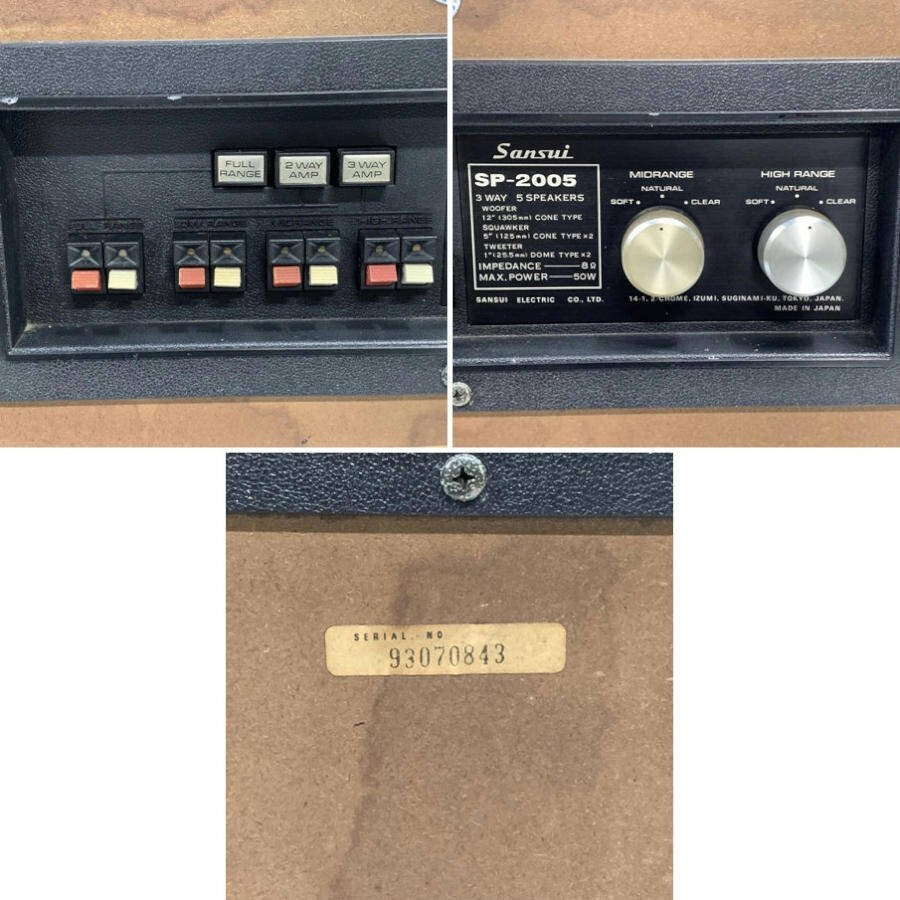 FULL RANGE
2 WAY AMP
3 WAY AMP
HIGH RANGE
Sansui
SP-2005
3 WAY 5 SPEAKERS
WOOFER
12" (305mm) CONE TYPE
SQUAWKER
5" (125mm) CONE TYPE×2
TWEETER
1" (25.5mm) DOME TYPE×2
IMPEDANCE — 8Ω
MAX. POWER — 50W
SANSUI ELECTRIC CO., LTD.
MIDRANGE
NATURAL
SOFT • • • CLEAR
HIGH RANGE
NATURAL
SOFT • • • CLEAR
14-1, 2-CHOME, IZUMI, SUGINAMI-KU, TOKYO, JAPAN.
MADE IN JAPAN
SERIAL. NO
93070843